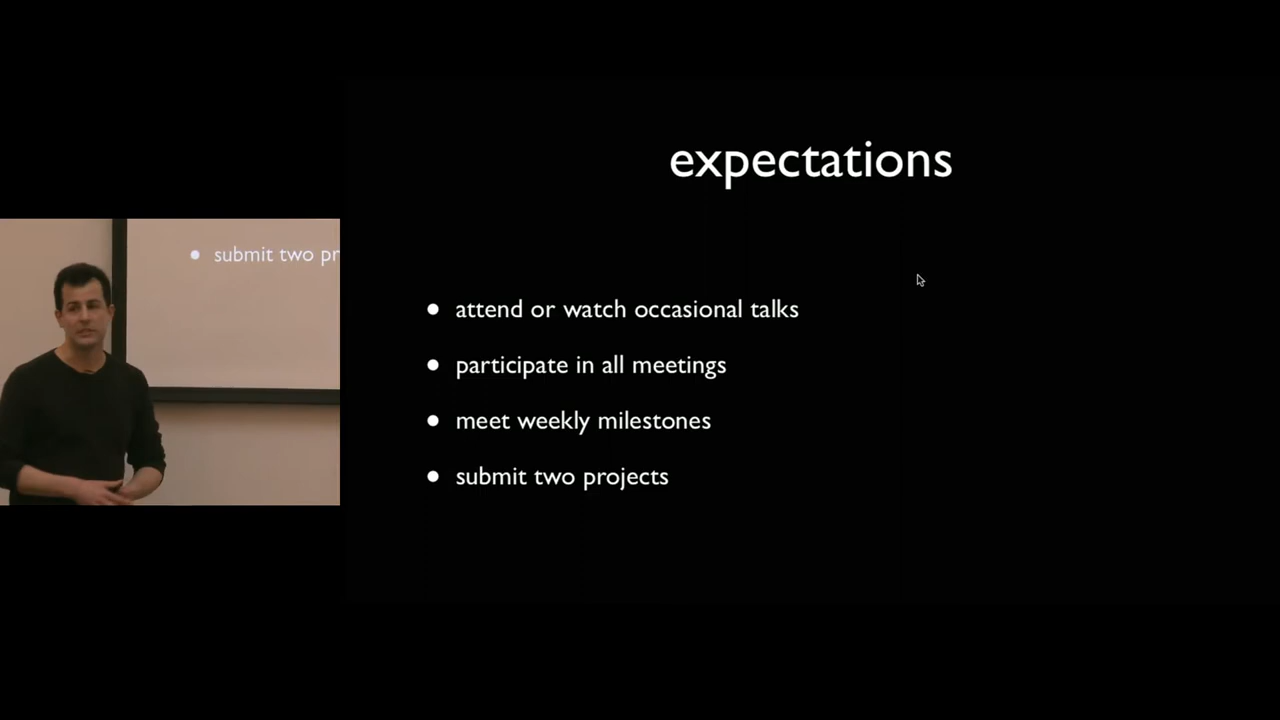 expectations
submit two pr
attend or watch occasional talks
participate in all meetings
meet weekly milestones
submit two projects